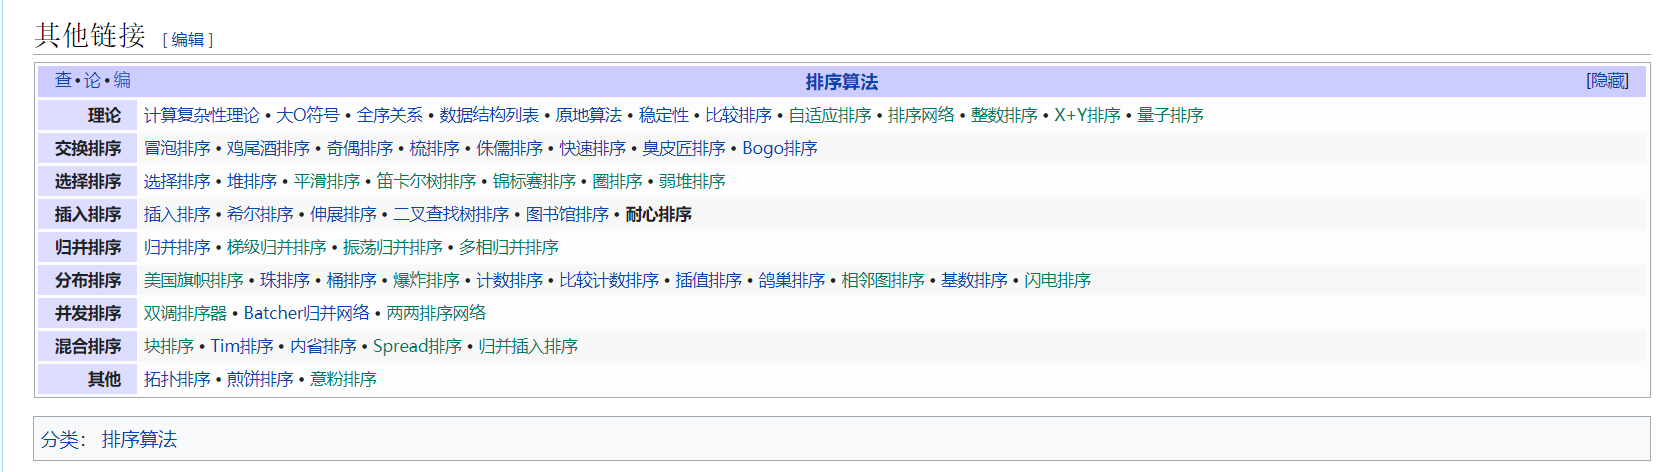 其他链接 [ 编辑 ]
查 • 论 • 编 排序算法 [隐藏]
理论 计算复杂性理论 • 大O符号 • 全序关系 • 数据结构列表 • 原地算法 • 稳定性 • 比较排序 • 自适应排序 • 排序网络 • 整数排序 • X+Y排序 • 量子排序
交换排序 冒泡排序 • 鸡尾酒排序 • 奇偶排序 • 梳排序 • 侏儒排序 • 快速排序 • 臭皮匠排序 • Bogo排序
选择排序 选择排序 • 堆排序 • 平滑排序 • 笛卡尔树排序 • 锦标赛排序 • 圈排序 • 弱堆排序
插入排序 插入排序 • 希尔排序 • 伸展排序 • 二叉查找树排序 • 图书馆排序 • 耐心排序
归并排序 归并排序 • 梯级归并排序 • 振荡归并排序 • 多相归并排序
分布排序 美国旗帜排序 • 珠排序 • 桶排序 • 爆炸排序 • 计数排序 • 比较计数排序 • 插值排序 • 鸽巢排序 • 相邻图排序 • 基数排序 • 闪电排序
并发排序 双调排序器 • Batcher归并网络 • 两两排序网络
混合排序 块排序 • Tim排序 • 内省排序 • Spread排序 • 归并插入排序
其他 拓扑排序 • 煎饼排序 • 意粉排序
分类： 排序算法